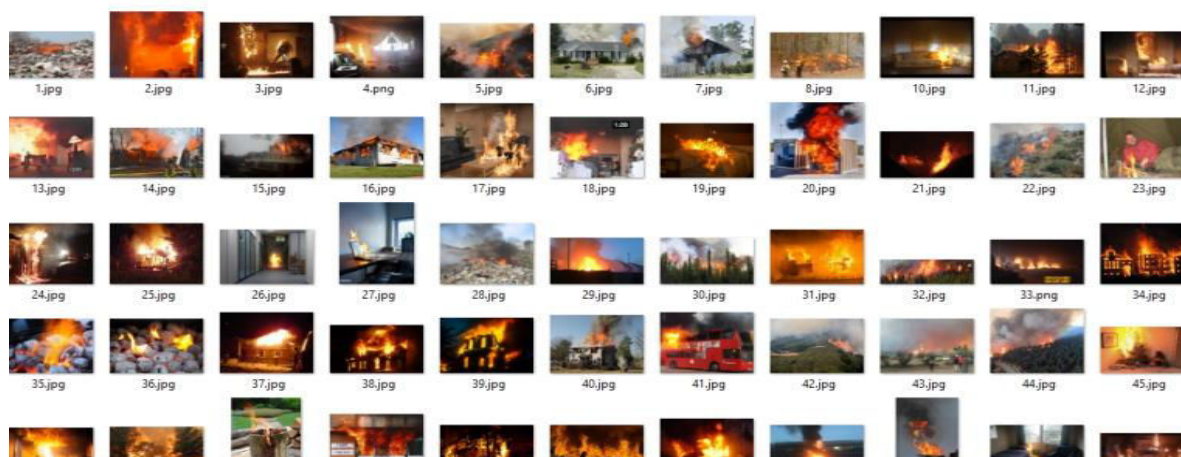 1.jpg 2.jpg 3.jpg 4.png 5.jpg 6.jpg 7.jpg 8.jpg 10.jpg 11.jpg 12.jpg
13.jpg 14.jpg 15.jpg 16.jpg 17.jpg 18.jpg 19.jpg 20.jpg 21.jpg 22.jpg 23.jpg
24.jpg 25.jpg 26.jpg 27.jpg 28.jpg 29.jpg 30.jpg 31.jpg 32.jpg 33.png 34.jpg
35.jpg 36.jpg 37.jpg 38.jpg 39.jpg 40.jpg 41.jpg 42.jpg 43.jpg 44.jpg 45.jpg